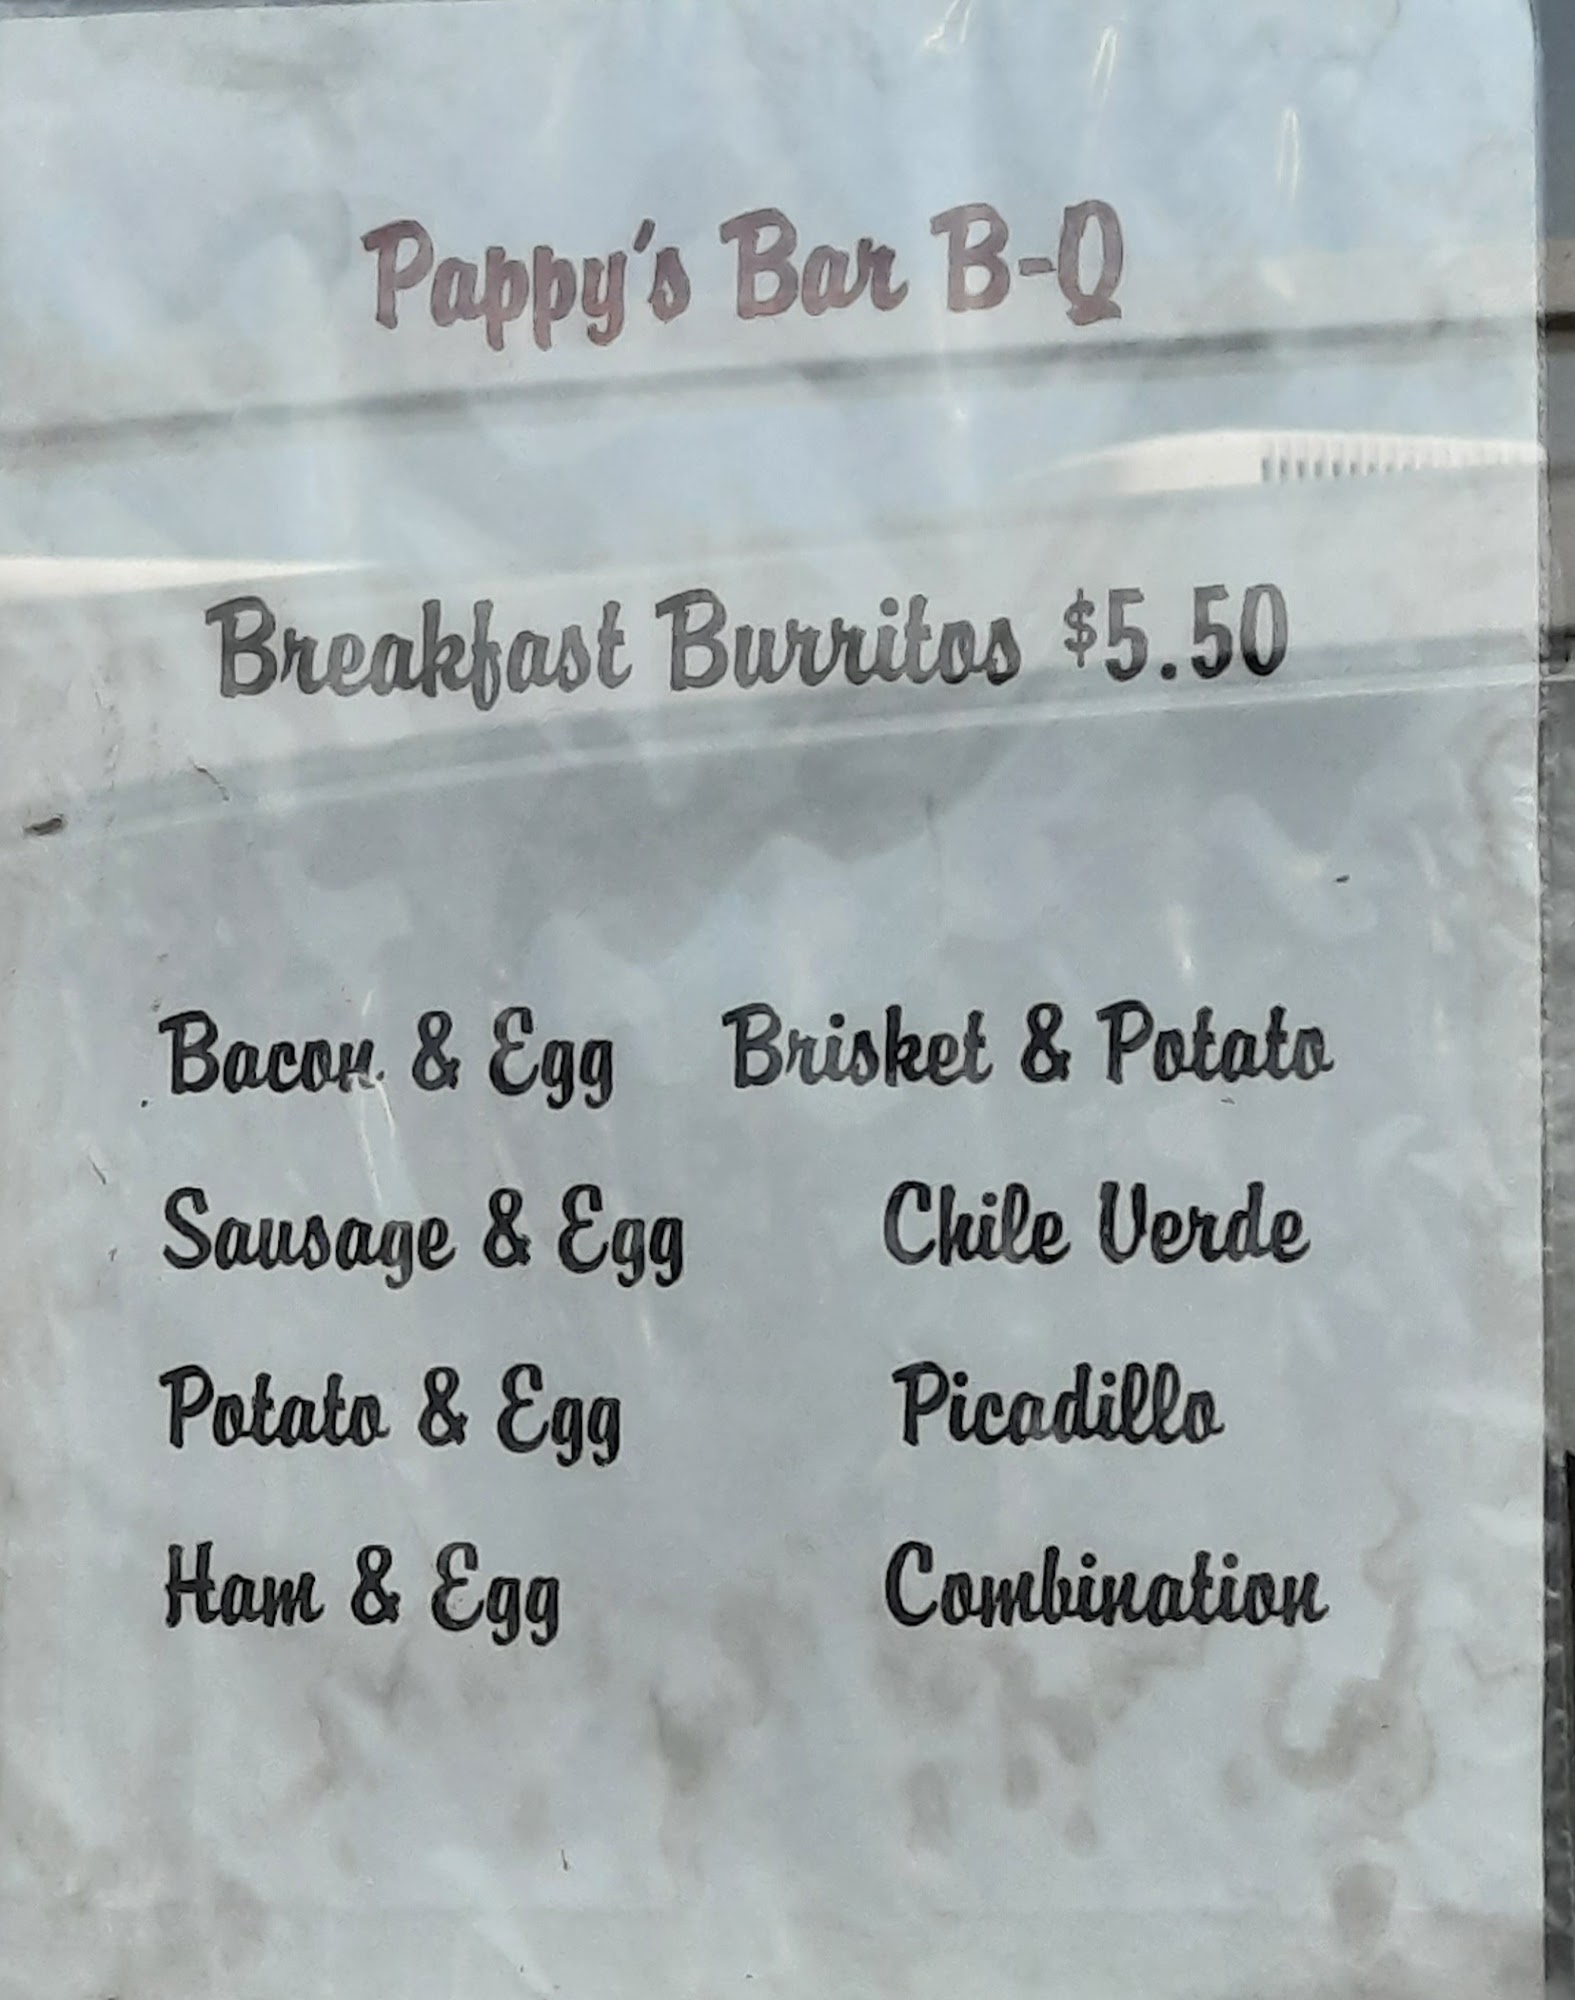 Pappy's Bar B-Q
Breakfast Burritos $5.50
Bacon & Egg Brisket & Potato
Sausage & Egg Chile Verde
Potato & Egg Picadillo
Ham & Egg Combination